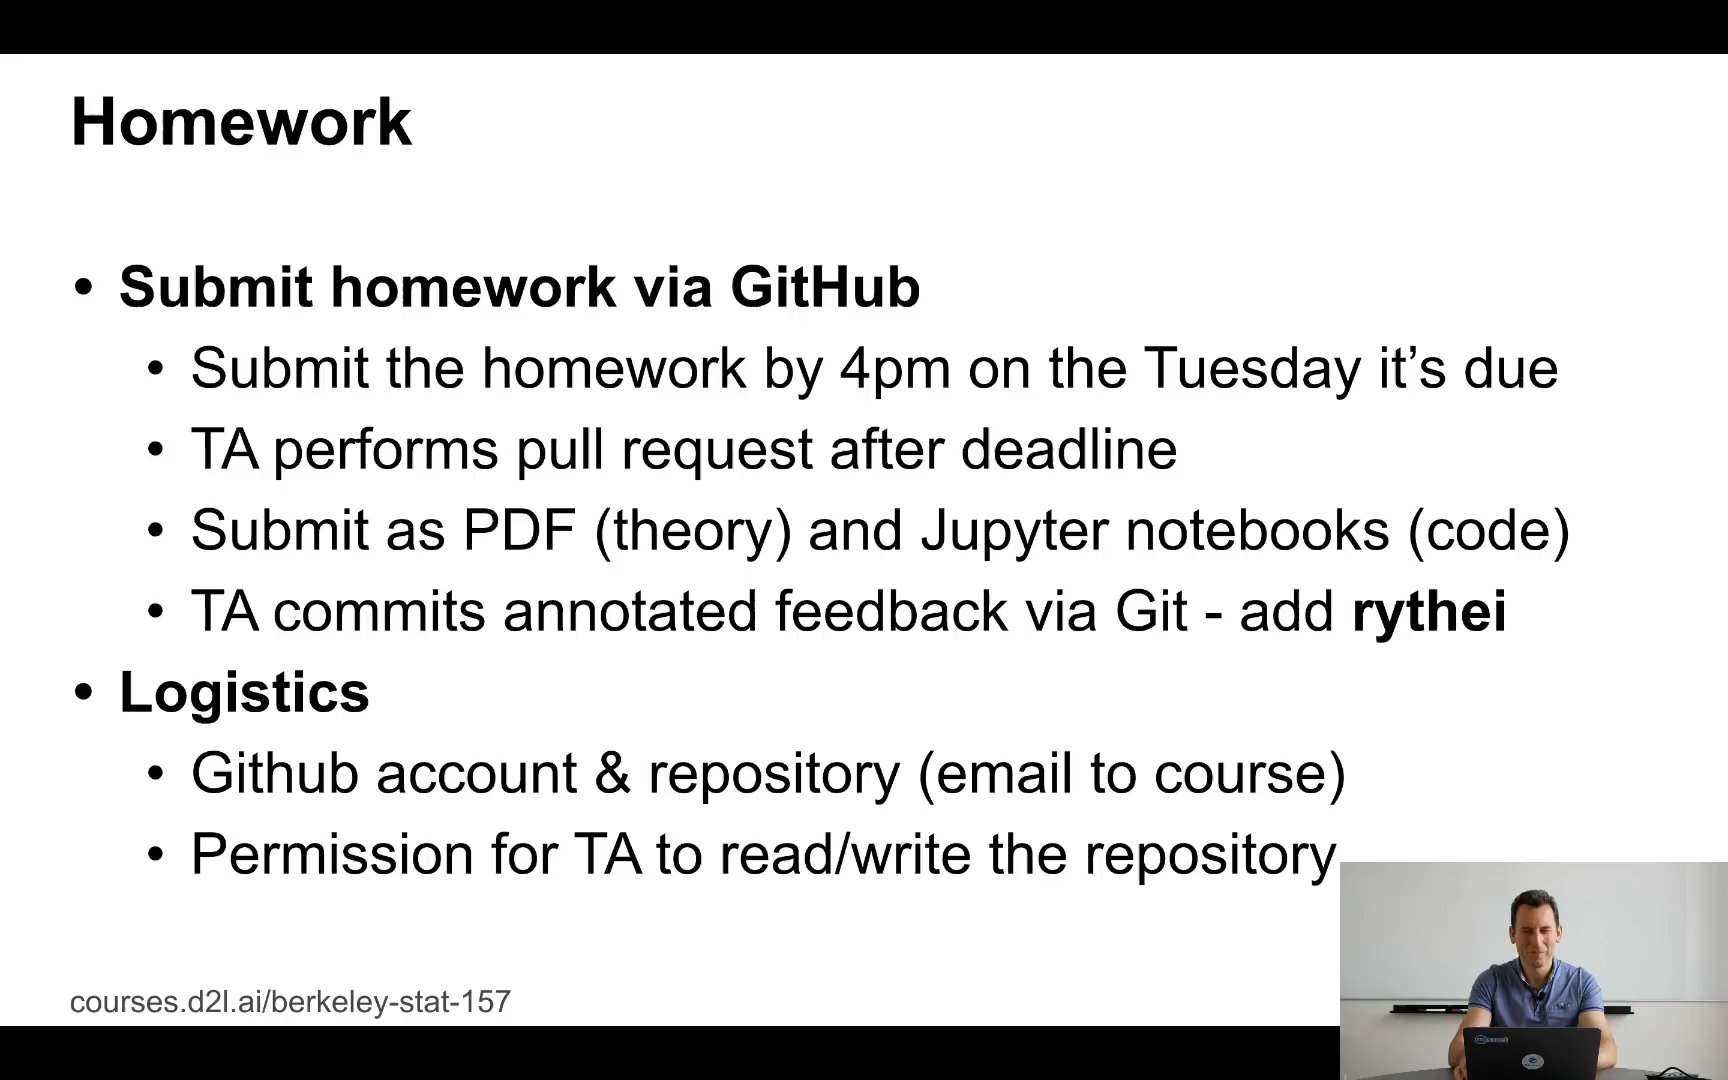 Homework
• Submit homework via GitHub
• Submit the homework by 4pm on the Tuesday it’s due
• TA performs pull request after deadline
• Submit as PDF (theory) and Jupyter notebooks (code)
• TA commits annotated feedback via Git - add rythei
• Logistics
• Github account & repository (email to course)
• Permission for TA to read/write the repository
courses.d2l.ai/berkeley-stat-157